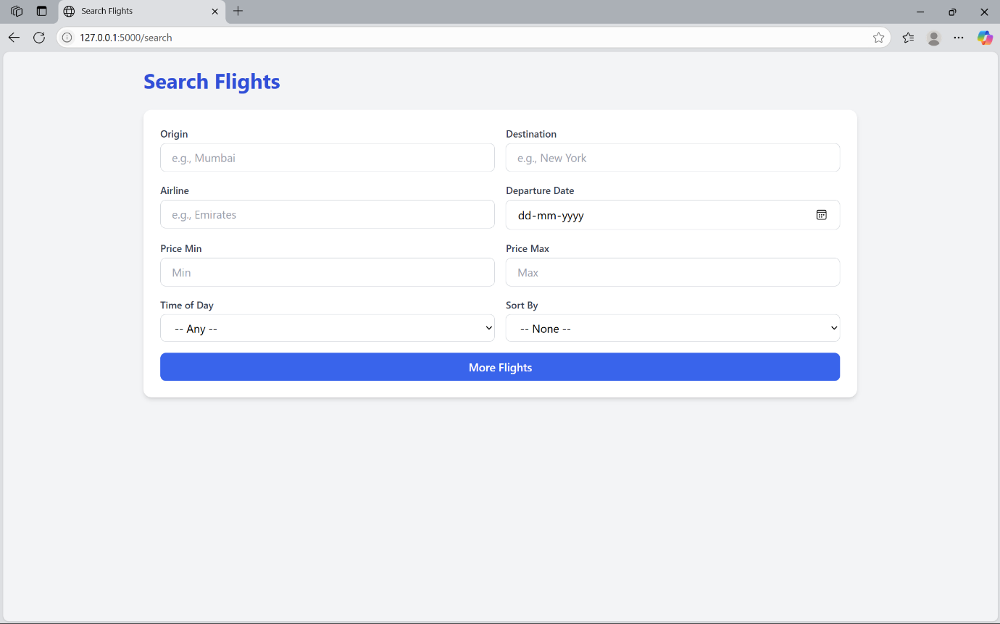 Search Flights
127.0.0.1:5000/search
Search Flights
Origin Destination
e.g., Mumbai e.g., New York
Airline Departure Date
e.g., Emirates dd-mm-yyyy
Price Min Price Max
Min Max
Time of Day Sort By
-- Any -- -- None --
More Flights